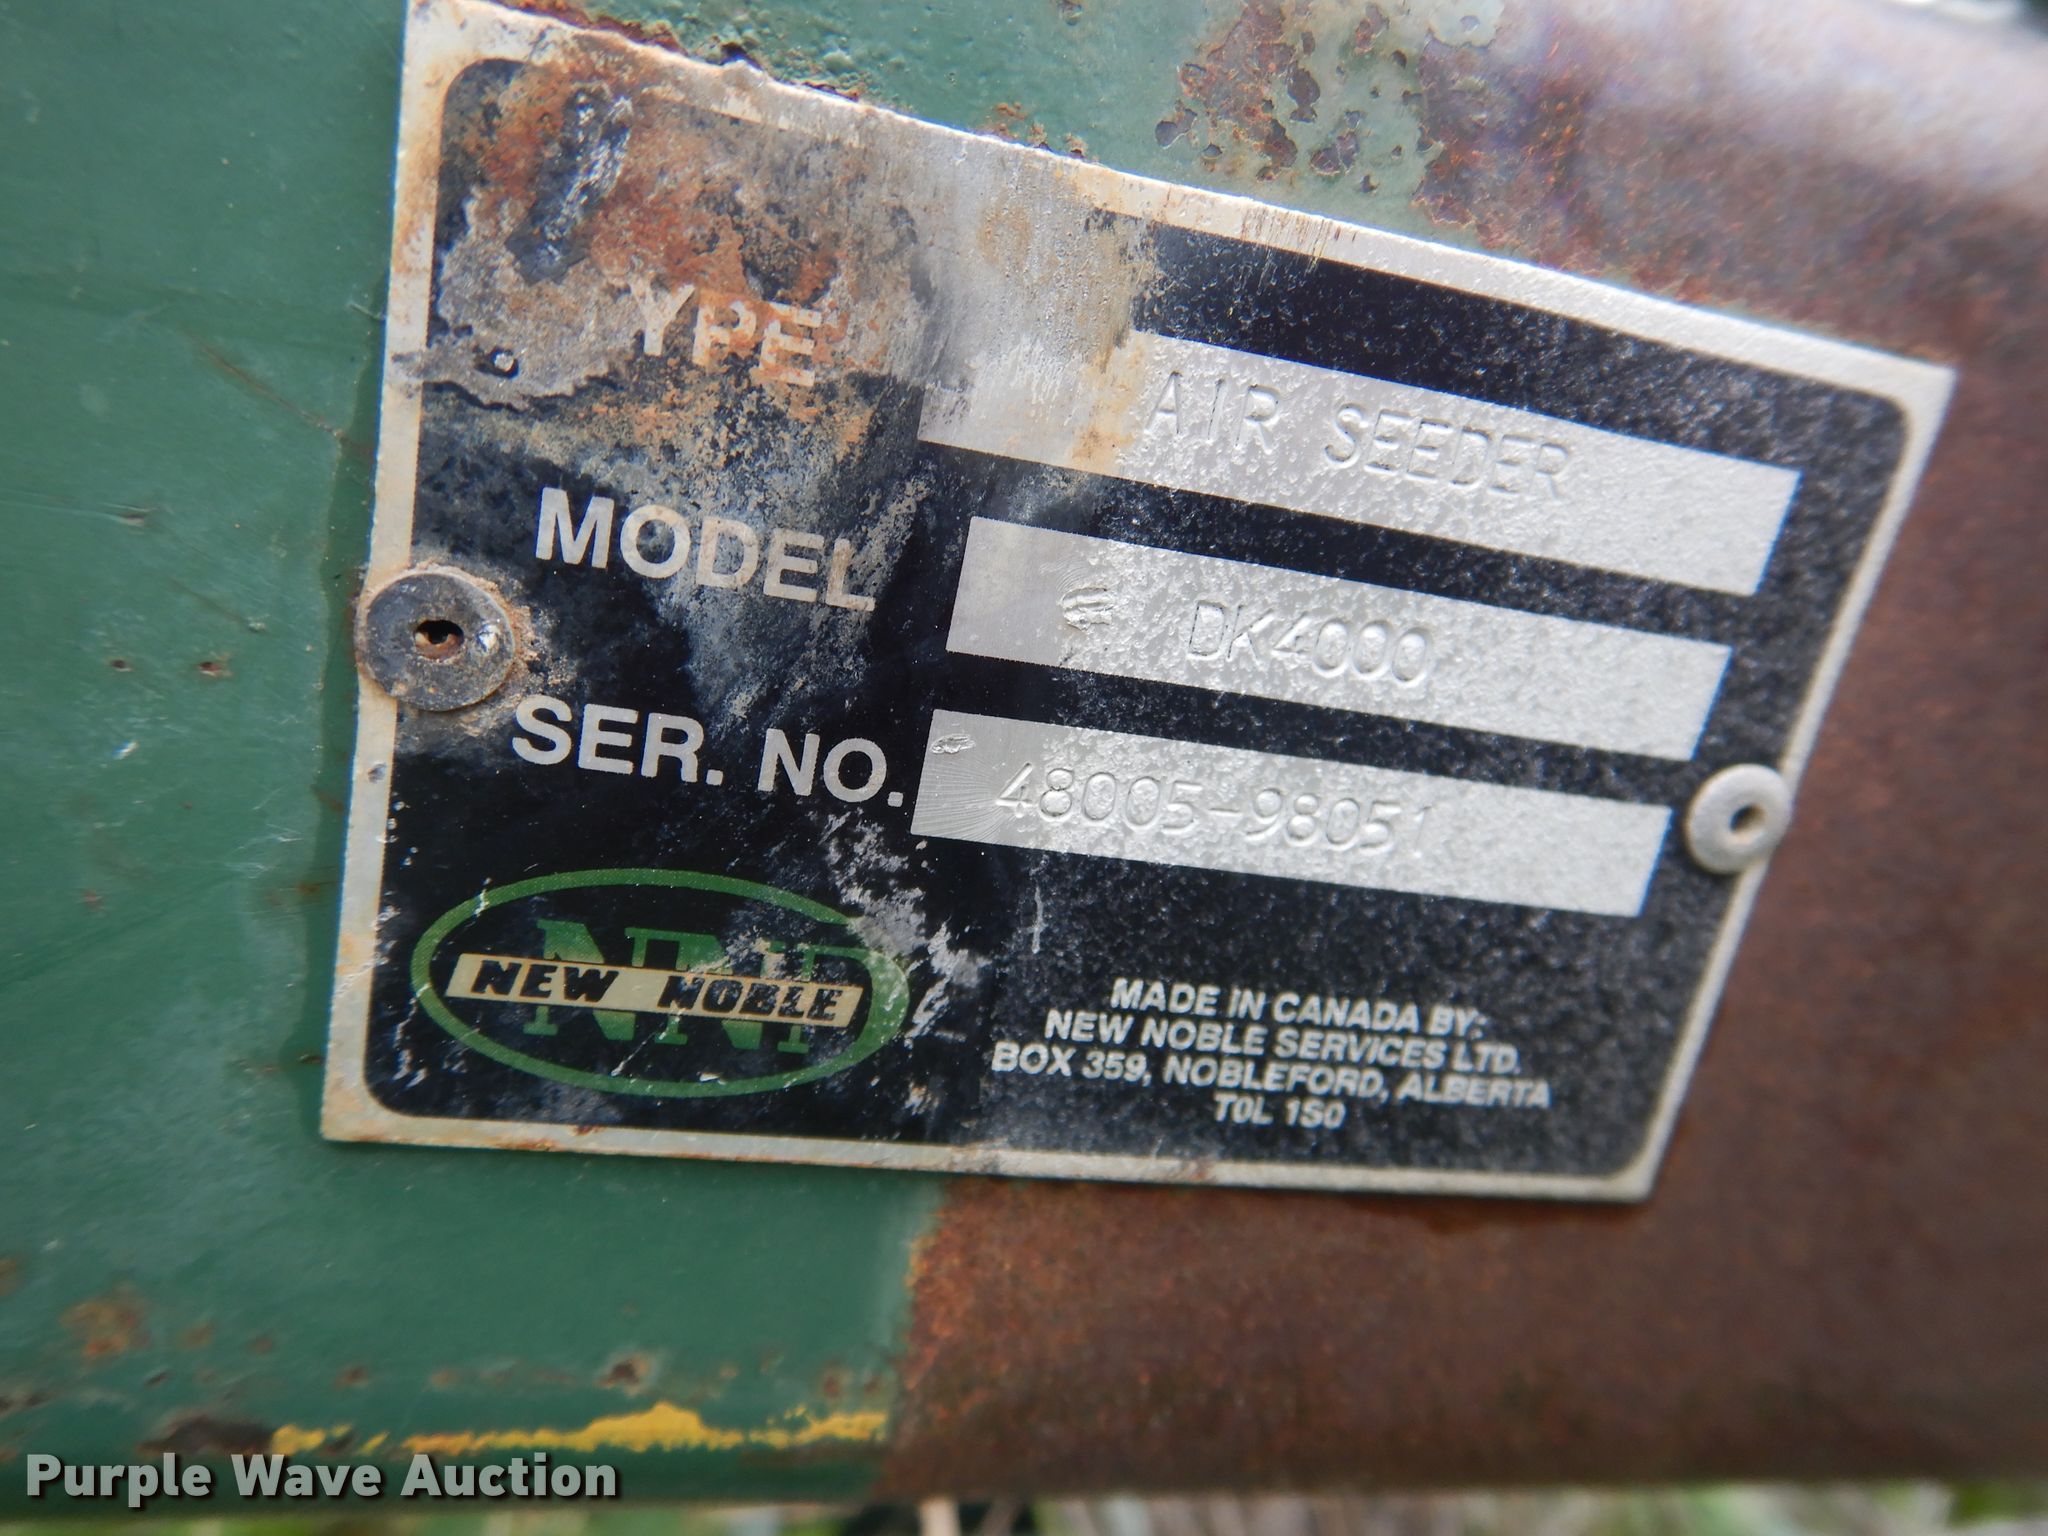 YPE AIR SEEDER
MODEL DK4000
SER. NO. 48005-98051
NNP
NEW NOBLE
MADE IN CANADA BY:
NEW NOBLE SERVICES LTD.
BOX 359, NOBLEFORD, ALBERTA
T0L 1S0
Purple Wave Auction